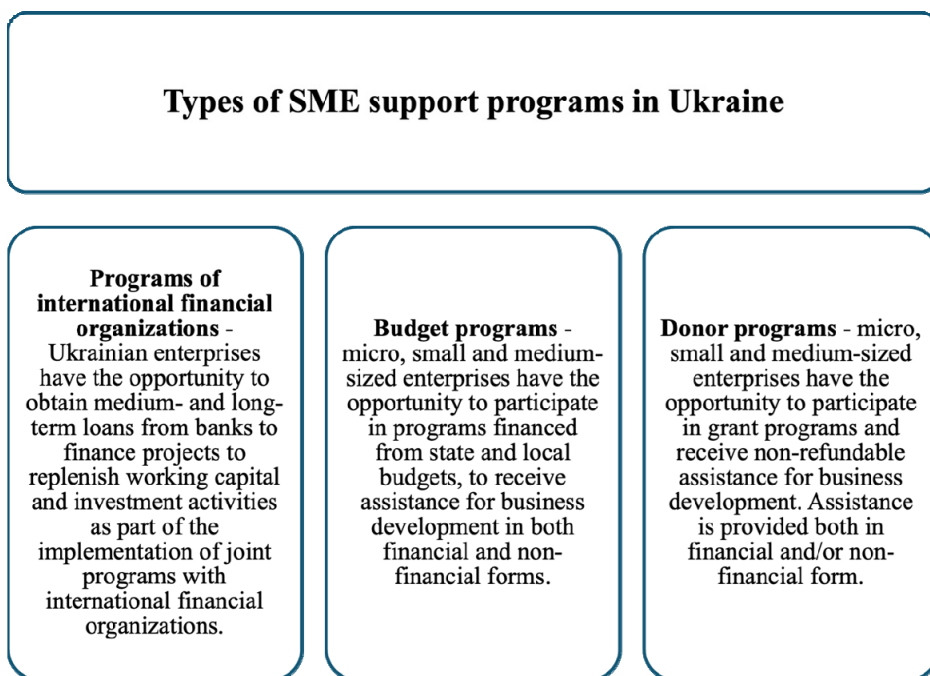 Types of SME support programs in Ukraine
Programs of
international financial
organizations -
Ukrainian enterprises
have the opportunity to
obtain medium- and long-
term loans from banks to
finance projects to
replenish working capital
and investment activities
as part of the
implementation of joint
programs with
international financial
organizations.
Budget programs -
micro, small and medium-
sized enterprises have the
opportunity to participate
in programs financed
from state and local
budgets, to receive
assistance for business
development in both
financial and non-
financial forms.
Donor programs - micro,
small and medium-sized
enterprises have the
opportunity to participate
in grant programs and
receive non-refundable
assistance for business
development. Assistance
is provided both in
financial and/or non-
financial form.